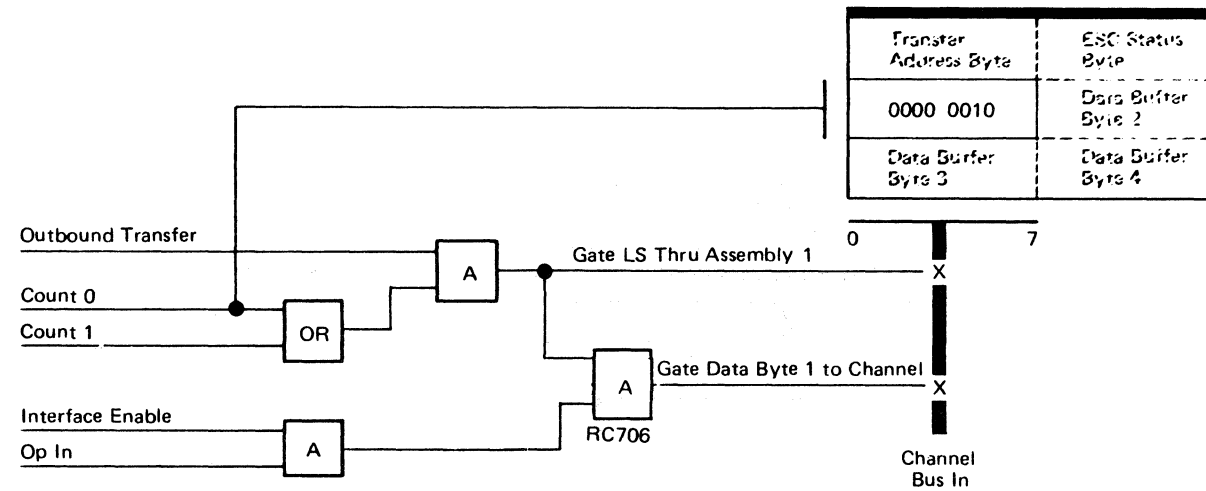 Transfer
Address Byte
ESC Status
Byte
0000 0010
Data Buffer
Byte 2
Data Buffer
Byte 3
Data Buffer
Byte 4
0
7
Outbound Transfer
A
Gate LS Thru Assembly 1
X
Count 0
Count 1
OR
Gate Data Byte 1 to Channel
X
A
RC706
Interface Enable
Op In
A
Channel
Bus In